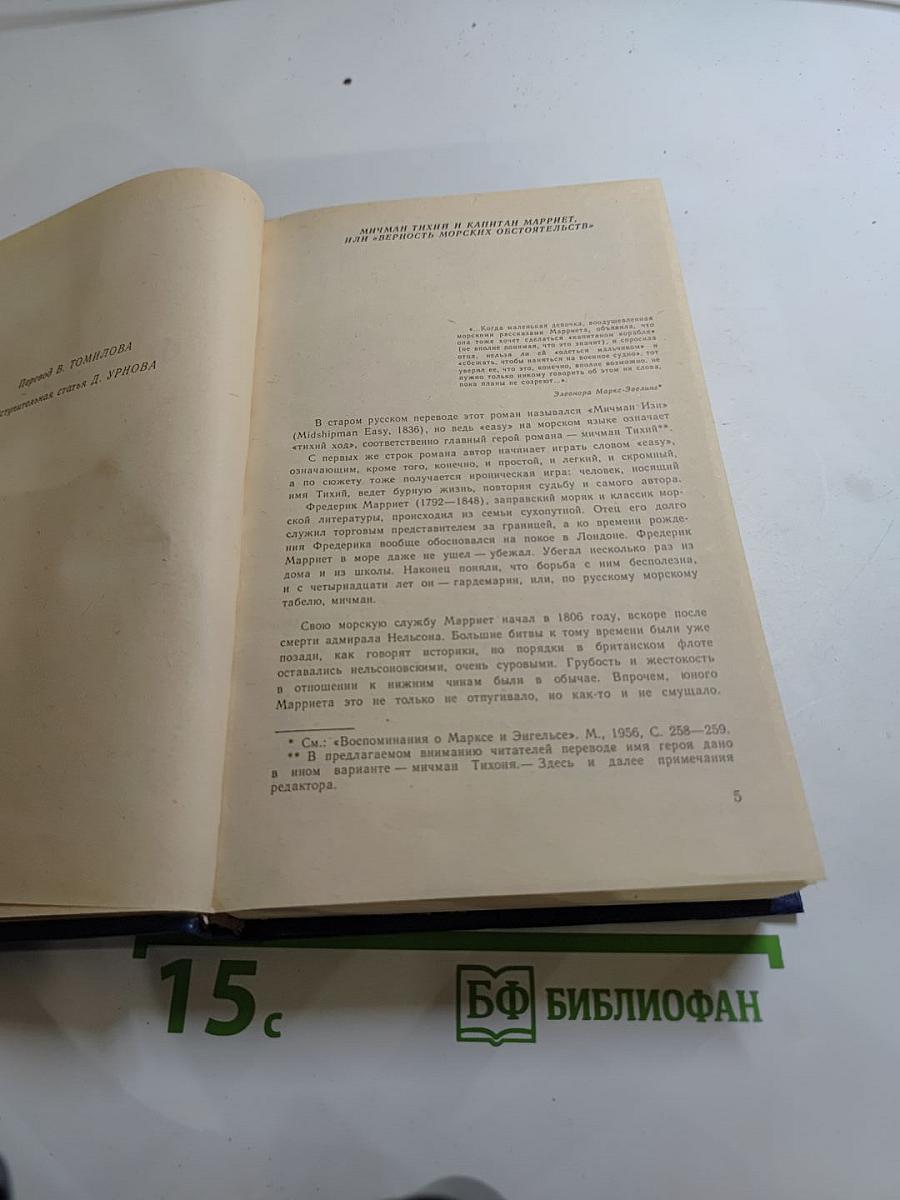 Перевод В. ТОМИЛОВА
ступительная статья Д. УРНОВА
МИЧМАН ТИХИЙ И КАПИТАН МАРРИЕТ,
ИЛИ «ВЕРНОСТЬ МОРСКИХ ОБСТОЯТЕЛЬСТВ»
«...Когда маленькая девочка, воодушевленная
морскими рассказами Марриета, объявила, что
она тоже хочет сделаться «капитаном корабля»
(не вполне понимая, что это значит), и спросила
отца, нельзя ли ей «одеться мальчиком» и
«сбежать, чтобы наняться на военное судно», тот
уверил ее, что это, конечно, вполне возможно, не
нужно только никому говорить об этом ни слова,
пока планы не созреют...».
Элеонора Маркс-Эвелинг*
В старом русском переводе этот роман назывался «Мичман Изи»
(Midshipman Easy, 1836), но ведь «easy» на морском языке означает
«тихий ход», соответственно главный герой романа — мичман Тихий**.
С первых же строк романа автор начинает играть словом «easy»,
означающим, кроме того, конечно, и простой, и легкий, и скромный,
а по сюжету тоже получается ироническая игра: человек, носящий
имя Тихий, ведет бурную жизнь, повторяя судьбу и самого автора.
Фредерик Марриет (1792—1848), заправский моряк и классик мор-
ской литературы, происходил из семьи сухопутной. Отец его долго
служил торговым представителем за границей, а ко времени рожде-
ния Фредерика вообще обосновался на покое в Лондоне. Фредерик
Марриет в море даже не ушел — убежал. Убегал несколько раз из
дома и из школы. Наконец поняли, что борьба с ним бесполезна,
и с четырнадцати лет он — гардемарин, или, по русскому морскому
табелю, мичман.
Свою морскую службу Марриет начал в 1806 году, вскоре после
смерти адмирала Нельсона. Большие битвы к тому времени были уже
позади, как говорят историки, но порядки в британском флоте
оставались нельсоновскими, очень суровыми. Грубость и жестокость
в отношении к нижним чинам были в обычае. Впрочем, юного
Марриета это не только не отпугивало, но как-то и не смущало.
* См.: «Воспоминания о Марксе и Энгельсе». М., 1956, С. 258—259.
** В предлагаемом вниманию читателей переводе имя героя дано
в ином варианте — мичман Тихоня.— Здесь и далее примечания
редактора.
5
15 с
БФ БИБЛИОФАН